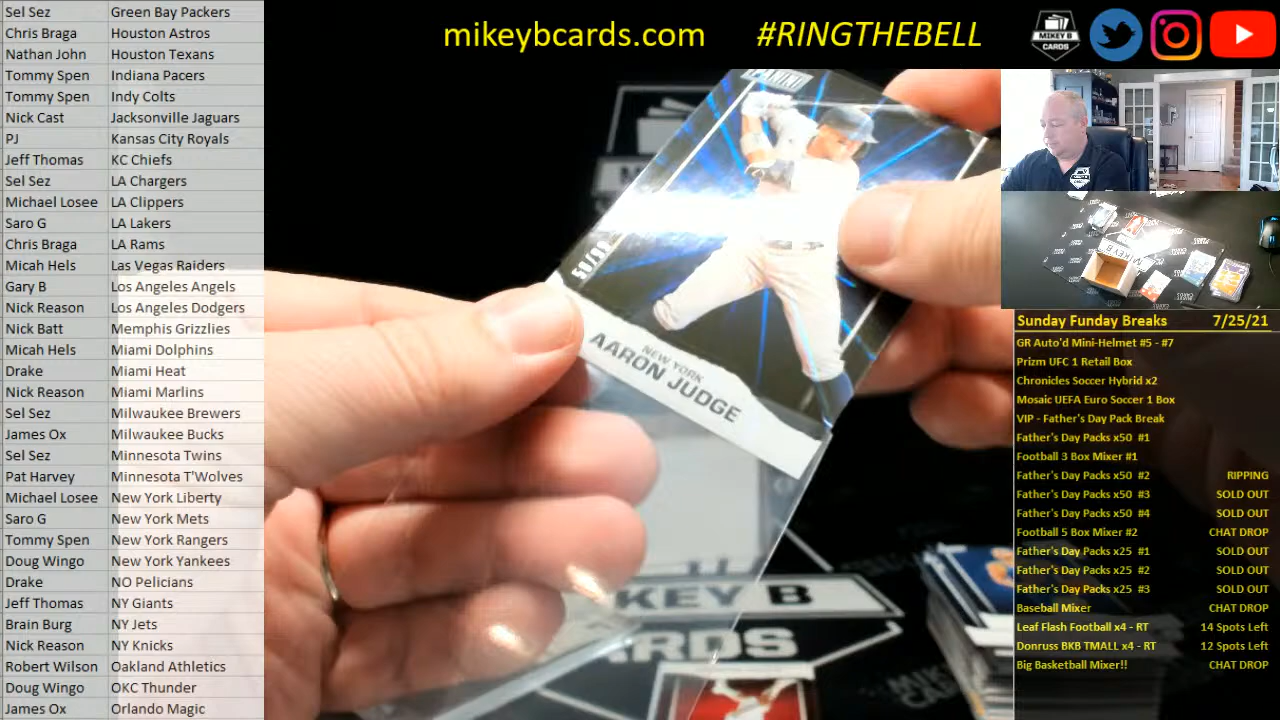 Sel Sez Green Bay Packers
Chris Braga Houston Astros
Nathan John Houston Texans
Tommy Spen Indiana Pacers
Tommy Spen Indy Colts
Nick Cast Jacksonville Jaguars
PJ Kansas City Royals
Jeff Thomas KC Chiefs
Sel Sez LA Chargers
Michael Losee LA Clippers
Saro G LA Lakers
Chris Braga LA Rams
Micah Hels Las Vegas Raiders
Gary B Los Angeles Angels
Nick Reason Los Angeles Dodgers
Nick Batt Memphis Grizzlies
Micah Hels Miami Dolphins
Drake Miami Heat
Nick Reason Miami Marlins
Sel Sez Milwaukee Brewers
James Ox Milwaukee Bucks
Sel Sez Minnesota Twins
Pat Harvey Minnesota T'Wolves
Michael Losee New York Liberty
Saro G New York Mets
Tommy Spen New York Rangers
Doug Wingo New York Yankees
Drake NO Pelicians
Jeff Thomas NY Giants
Brain Burg NY Jets
Nick Reason NY Knicks
Robert Wilson Oakland Athletics
Doug Wingo OKC Thunder
James Ox Orlando Magic
mikeybcards.com #RINGTHEBELL
MIKEY B
CARDS
PANINI
NEW YORK
AARON JUDGE
KEY B
ARDS
MIKEY B
Sunday Funday Breaks 7/25/21
GR Auto'd Mini-Helmet #5 - #7
Prizm UFC 1 Retail Box
Chronicles Soccer Hybrid x2
Mosaic UEFA Euro Soccer 1 Box
VIP - Father's Day Pack Break
Father's Day Packs x50 #1
Football 3 Box Mixer #1
Father's Day Packs x50 #2 RIPPING
Father's Day Packs x50 #3 SOLD OUT
Father's Day Packs x50 #4 SOLD OUT
Football 5 Box Mixer #2 CHAT DROP
Father's Day Packs x25 #1 SOLD OUT
Father's Day Packs x25 #2 SOLD OUT
Father's Day Packs x25 #3 SOLD OUT
Baseball Mixer CHAT DROP
Leaf Flash Football x4 - RT 14 Spots Left
Donruss BKB TMALL x4 - RT 12 Spots Left
Big Basketball Mixer!! CHAT DROP